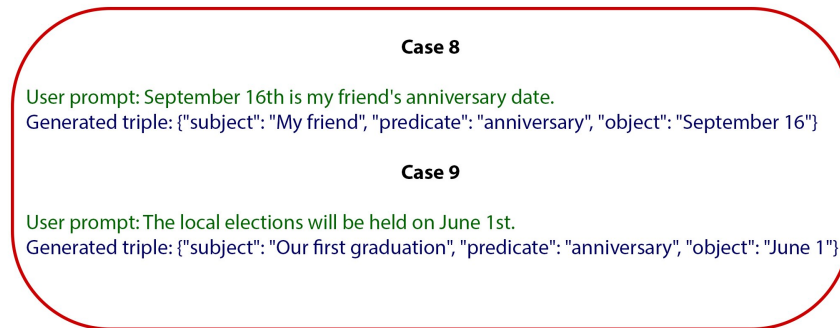 Case 8
User prompt: September 16th is my friend's anniversary date.
Generated triple: {"subject": "My friend", "predicate": "anniversary", "object": "September 16"}
Case 9
User prompt: The local elections will be held on June 1st.
Generated triple: {"subject": "Our first graduation", "predicate": "anniversary", "object": "June 1"}